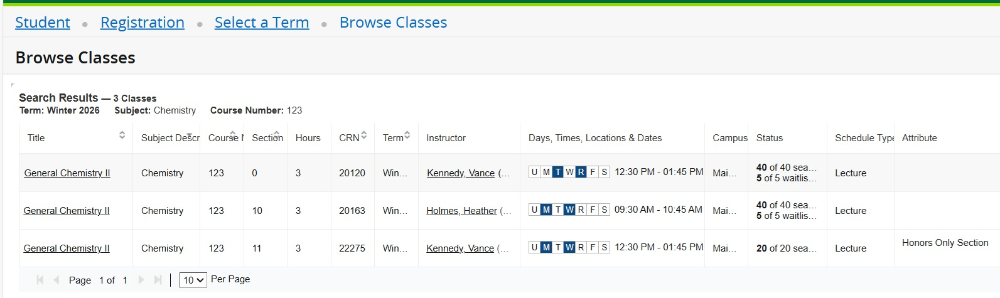 Student • Registration • Select a Term • Browse Classes
Browse Classes
Search Results — 3 Classes
Term: Winter 2026 Subject: Chemistry Course Number: 123
Title Subject Descr Course N Section Hours CRN Term Instructor Days, Times, Locations & Dates Campus Status Schedule Type Attribute
General Chemistry II Chemistry 123 0 3 20120 Win... Kennedy, Vance (... U M T W R F S 12:30 PM - 01:45 PM Mai... 40 of 40 sea... Lecture
5 of 5 waitlis...
General Chemistry II Chemistry 123 10 3 20163 Win... Holmes, Heather (... U M T W R F S 09:30 AM - 10:45 AM Mai... 40 of 40 sea... Lecture
5 of 5 waitlis...
General Chemistry II Chemistry 123 11 3 22275 Win... Kennedy, Vance (... U M T W R F S 12:30 PM - 01:45 PM Mai... 20 of 20 sea... Lecture Honors Only Section
Page 1 of 1 | 10 Per Page